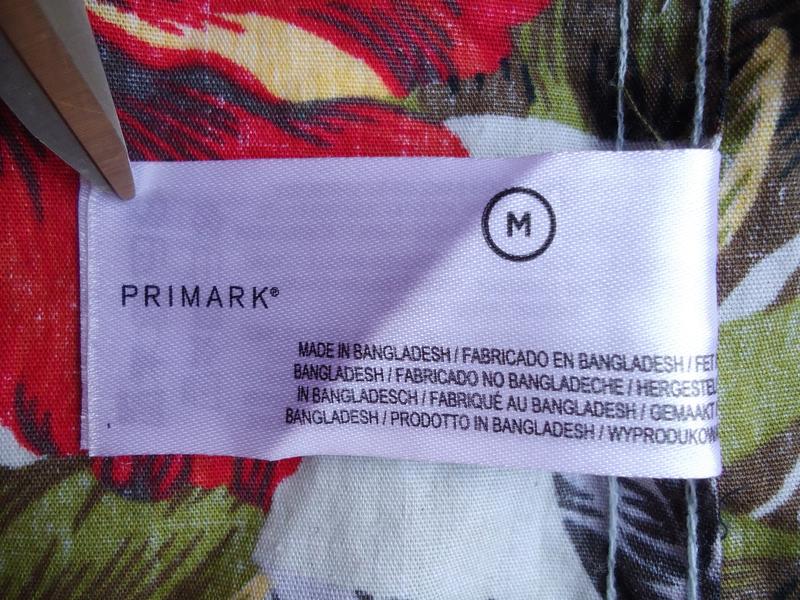 M
PRIMARK®
MADE IN BANGLADESH / FABRICADO EN BANGLADESH / FET
BANGLADESH / FABRICADO NO BANGLADECHE / HERGESTEL
IN BANGLADESCH / FABRIQUÉ AU BANGLADESH / GEMAAKT
BANGLADESH / PRODOTTO IN BANGLADESH / WYPRODUKOW